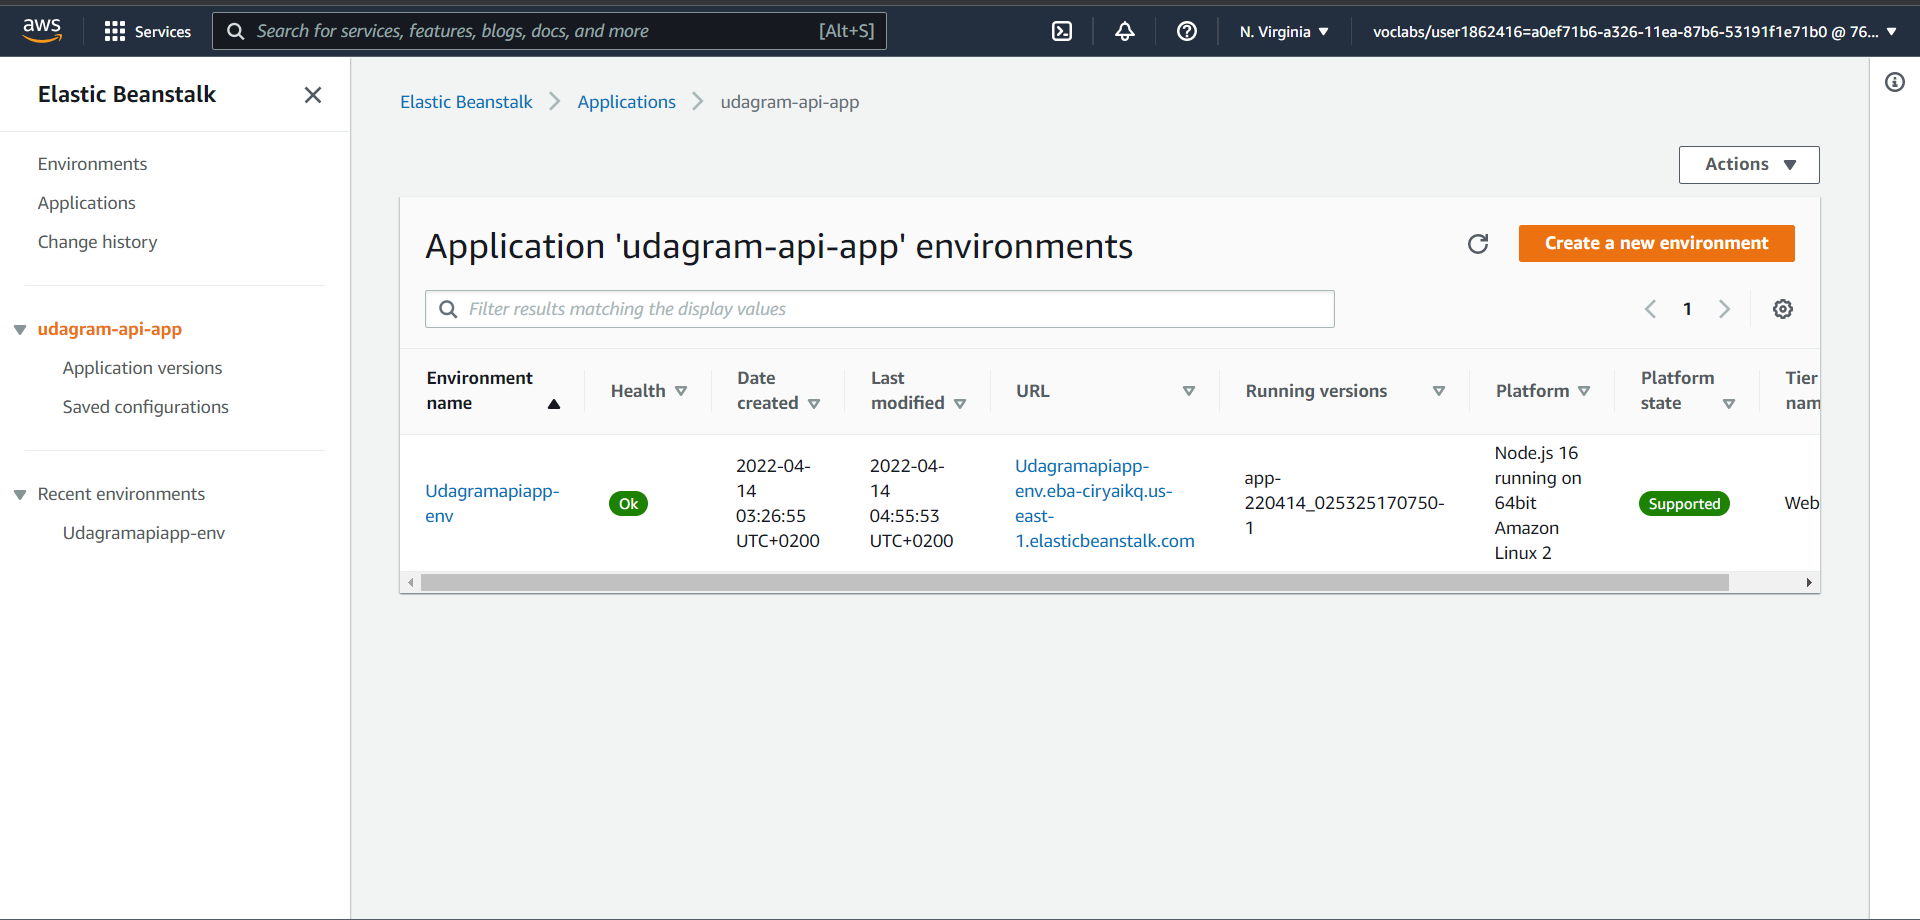 aws
Services
Search for services, features, blogs, docs, and more
[Alt+S]
N. Virginia
voclabs/user1862416=a0ef71b6-a326-11ea-87b6-53191f1e71b0 @ 76...
Elastic Beanstalk
Environments
Applications
Change history
udagram-api-app
Application versions
Saved configurations
Recent environments
Udagramapiapp-env
Elastic Beanstalk
Applications
udagram-api-app
Actions
Application 'udagram-api-app' environments
Create a new environment
Filter results matching the display values
1
Environment
name
Health
Date
created
Last
modified
URL
Running versions
Platform
Platform
state
Tier
nam
Udagramapiapp-
env
Ok
2022-04-
14
03:26:55
UTC+0200
2022-04-
14
04:55:53
UTC+0200
Udagramapiapp-
env.eba-ciryaikq.us-
east-
1.elasticbeanstalk.com
app-
220414_025325170750-
1
Node.js 16
running on
64bit
Amazon
Linux 2
Supported
Web